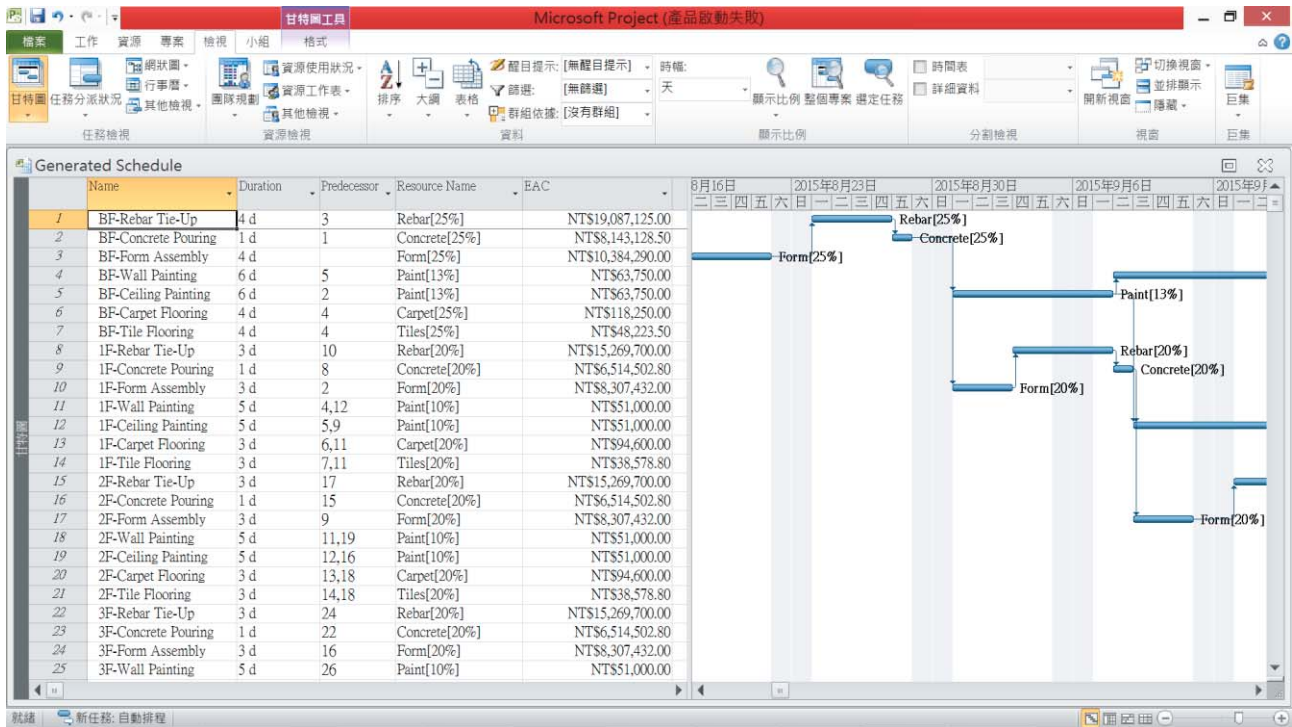 甘特圖工具
Microsoft Project (產品啟動失敗)
檔案 工作 資源 專案 檢視 小組 格式
甘特圖 任務分派狀況 網狀圖 行事曆 其他檢視
任務檢視
團隊規劃 資源使用狀況 資源工作表 其他檢視
資源檢視
排序 大綱 表格 醒目提示: [無醒目提示] 篩選: [無篩選] 群組依據: [沒有群組]
資料
時幅: 天 顯示比例 整個專案 選定任務
顯示比例
時間表 詳細資料
分割檢視
開新視窗 切換視窗 並排顯示 隱藏
視窗
巨集
巨集
Generated Schedule
Name Duration Predecessor Resource Name EAC
1 BF-Rebar Tie-Up 4 d 3 Rebar[25%] NT$19,087,125.00
2 BF-Concrete Pouring 1 d 1 Concrete[25%] NT$8,143,128.50
3 BF-Form Assembly 4 d Form[25%] NT$10,384,290.00
4 BF-Wall Painting 6 d 5 Paint[13%] NT$63,750.00
5 BF-Ceiling Painting 6 d 2 Paint[13%] NT$63,750.00
6 BF-Carpet Flooring 4 d 4 Carpet[25%] NT$118,250.00
7 BF-Tile Flooring 4 d 4 Tiles[25%] NT$48,223.50
8 1F-Rebar Tie-Up 3 d 10 Rebar[20%] NT$15,269,700.00
9 1F-Concrete Pouring 1 d 8 Concrete[20%] NT$6,514,502.80
10 1F-Form Assembly 3 d 2 Form[20%] NT$8,307,432.00
11 1F-Wall Painting 5 d 4,12 Paint[10%] NT$51,000.00
12 1F-Ceiling Painting 5 d 5,9 Paint[10%] NT$51,000.00
13 1F-Carpet Flooring 3 d 6,11 Carpet[20%] NT$94,600.00
14 1F-Tile Flooring 3 d 7,11 Tiles[20%] NT$38,578.80
15 2F-Rebar Tie-Up 3 d 17 Rebar[20%] NT$15,269,700.00
16 2F-Concrete Pouring 1 d 15 Concrete[20%] NT$6,514,502.80
17 2F-Form Assembly 3 d 9 Form[20%] NT$8,307,432.00
18 2F-Wall Painting 5 d 11,19 Paint[10%] NT$51,000.00
19 2F-Ceiling Painting 5 d 12,16 Paint[10%] NT$51,000.00
20 2F-Carpet Flooring 3 d 13,18 Carpet[20%] NT$94,600.00
21 2F-Tile Flooring 3 d 14,18 Tiles[20%] NT$38,578.80
22 3F-Rebar Tie-Up 3 d 24 Rebar[20%] NT$15,269,700.00
23 3F-Concrete Pouring 1 d 22 Concrete[20%] NT$6,514,502.80
24 3F-Form Assembly 3 d 16 Form[20%] NT$8,307,432.00
25 3F-Wall Painting 5 d 26 Paint[10%] NT$51,000.00
甘特圖
8月16日 2015年8月23日 2015年8月30日 2015年9月6日 2015年9月
二 三 四 五 六 日 一 二 三 四 五 六 日 一 二 三 四 五 六 日 一 二 三 四 五 六 日 一 二
Rebar[25%]
Concrete[25%]
Form[25%]
Paint[13%]
Rebar[20%]
Concrete[20%]
Form[20%]
Form[20%]
就緒 新任務: 自動排程